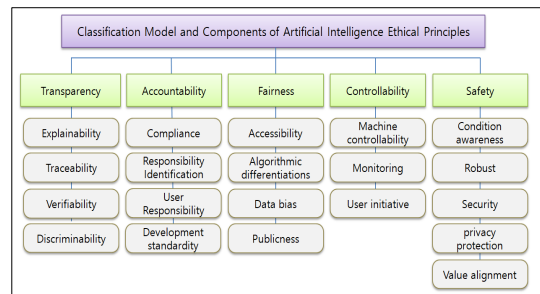 Classification Model and Components of Artificial Intelligence Ethical Principles
Transparency
Explainability
Traceability
Verifiability
Discriminability
Accountability
Compliance
Responsibility
Identification
User
Responsibility
Development
standardity
Fairness
Accessibility
Algorithmic
differentiations
Data bias
Publicness
Controllability
Machine
controllability
Monitoring
User initiative
Safety
Condition
awareness
Robust
Security
privacy
protection
Value alignment